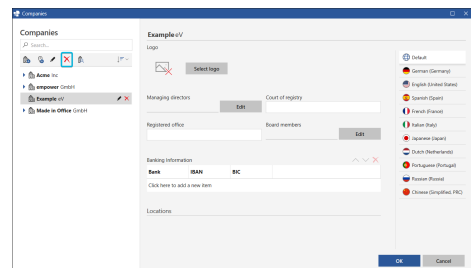 Companies
Companies
Search...
Acme Inc
empower GmbH
Example eV
Made in Office GmbH
Example eV
Logo
Select logo
Managing directors
Edit
Court of registry
Registered office
Board members
Edit
Banking information
Bank IBAN BIC
Click here to add a new item
Locations
Default
German (Germany)
English (United States)
Spanish (Spain)
French (France)
Italian (Italy)
Japanese (Japan)
Dutch (Netherlands)
Portuguese (Portugal)
Russian (Russia)
Chinese (Simplified, PRC)
OK Cancel